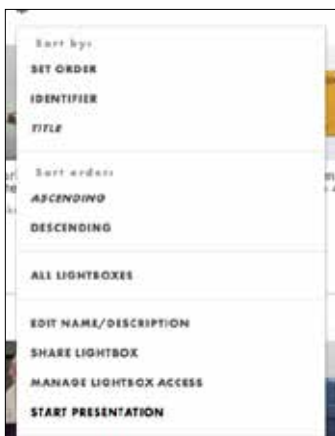 Sort by:
SET ORDER
IDENTIFIER
TITLE
Sort order:
ASCENDING
DESCENDING
ALL LIGHTBOXES
EDIT NAME/DESCRIPTION
SHARE LIGHTBOX
MANAGE LIGHTBOX ACCESS
START PRESENTATION